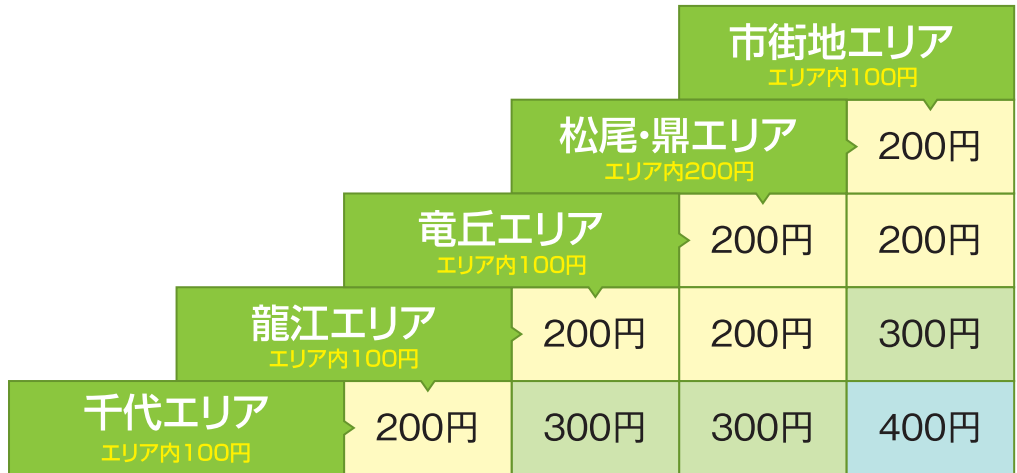 市街地エリア
エリア内100円
松尾・鼎エリア
エリア内200円
200円
竜丘エリア
エリア内100円
200円 200円
龍江エリア
エリア内100円
200円 200円 300円
千代エリア
エリア内100円
200円 300円 300円 400円